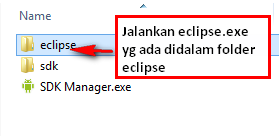 Name
eclipse
sdk
SDK Manager.exe
Jalankan eclipse.exe
yg ada didalam folder
eclipse